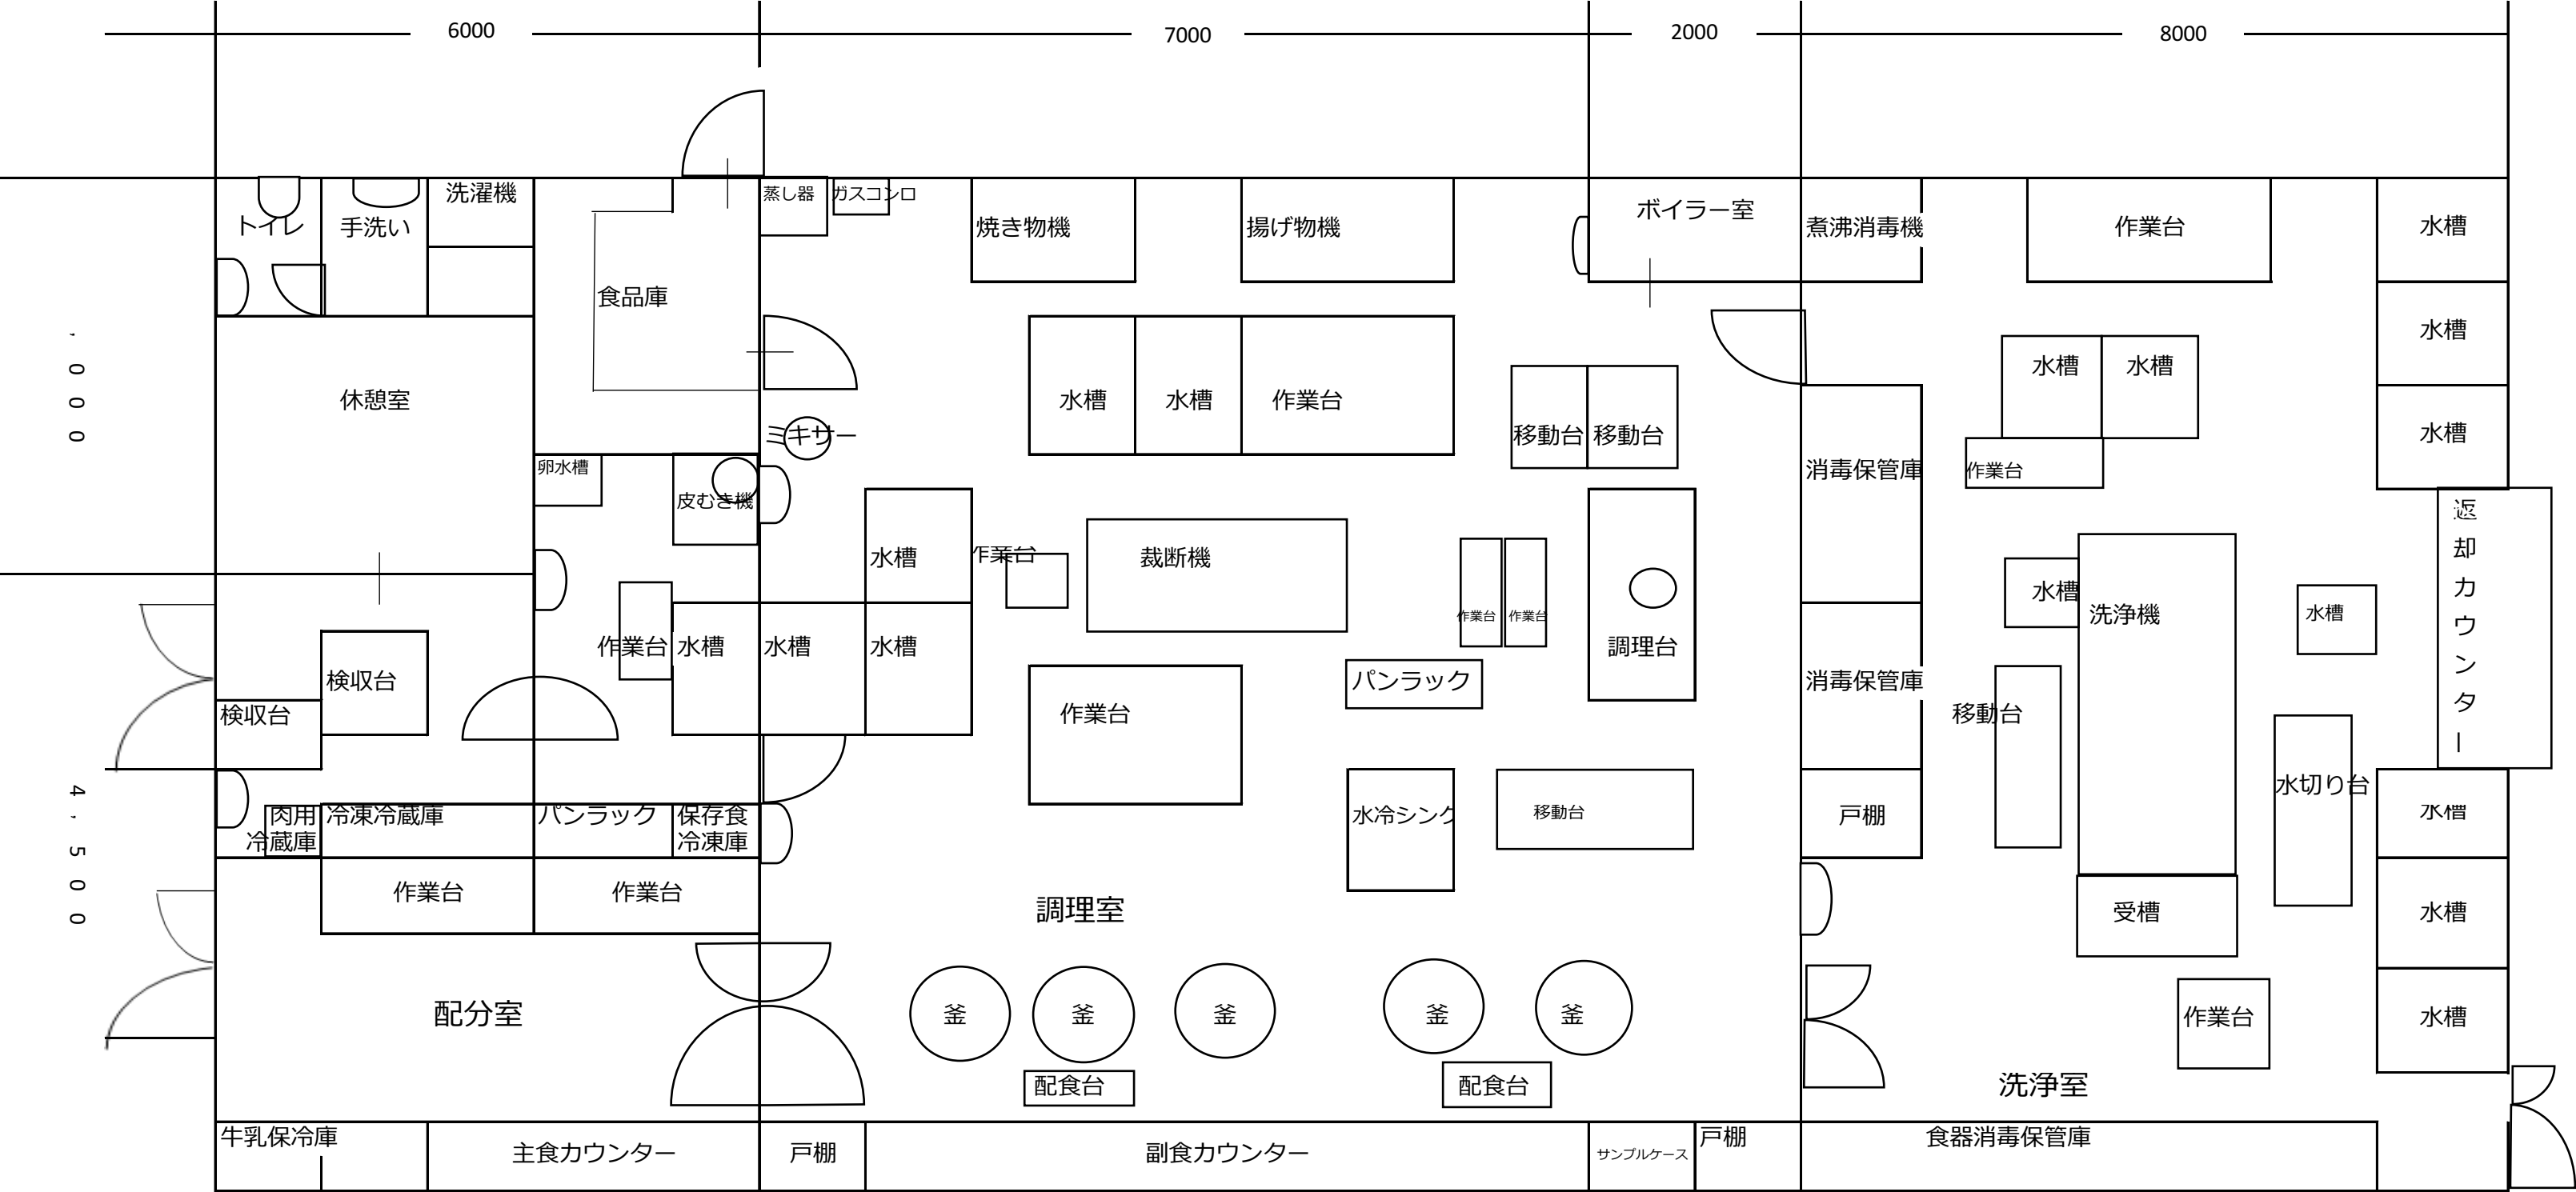 6000
7000
2000
8000
トイレ
手洗い
洗濯機
食品庫
蒸し器
ガスコンロ
焼き物機
揚げ物機
ボイラー室
煮沸消毒機
作業台
水槽
水槽
水槽
,000
休憩室
ミキサー
水槽
水槽
作業台
移動台
移動台
水槽
水槽
作業台
消毒保管庫
卵水槽
皮むき機
水槽
作業台
裁断機
作業台
作業台
調理台
水槽
洗浄機
水槽
返却カウンター
作業台
水槽
水槽
水槽
検収台
検収台
パンラック
消毒保管庫
移動台
作業台
水切り台
4,500
肉用
冷蔵庫
冷凍冷蔵庫
パンラック
保存食
冷凍庫
水冷シンク
移動台
戸棚
水槽
作業台
作業台
調理室
受槽
水槽
配分室
釜
釜
釜
釜
釜
作業台
水槽
配食台
配食台
洗浄室
牛乳保冷庫
主食カウンター
戸棚
副食カウンター
サンプルケース
戸棚
食器消毒保管庫